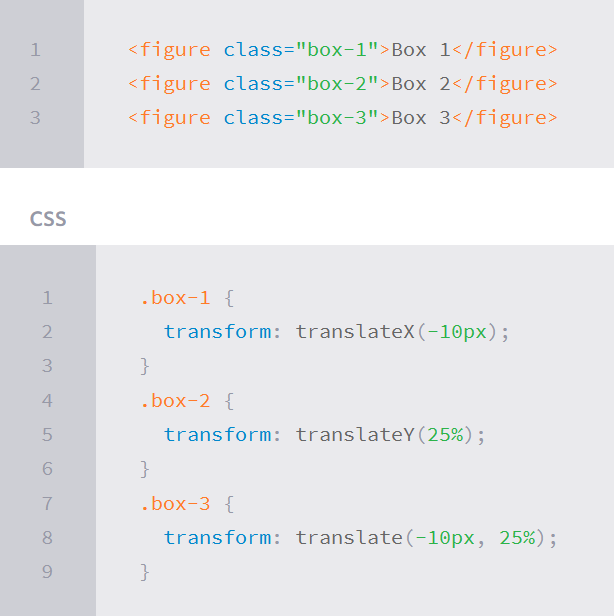 1 <figure class="box-1">Box 1</figure>
2 <figure class="box-2">Box 2</figure>
3 <figure class="box-3">Box 3</figure>
CSS
1 .box-1 {
2   transform: translateX(-10px);
3 }
4 .box-2 {
5   transform: translateY(25%);
6 }
7 .box-3 {
8   transform: translate(-10px, 25%);
9 }